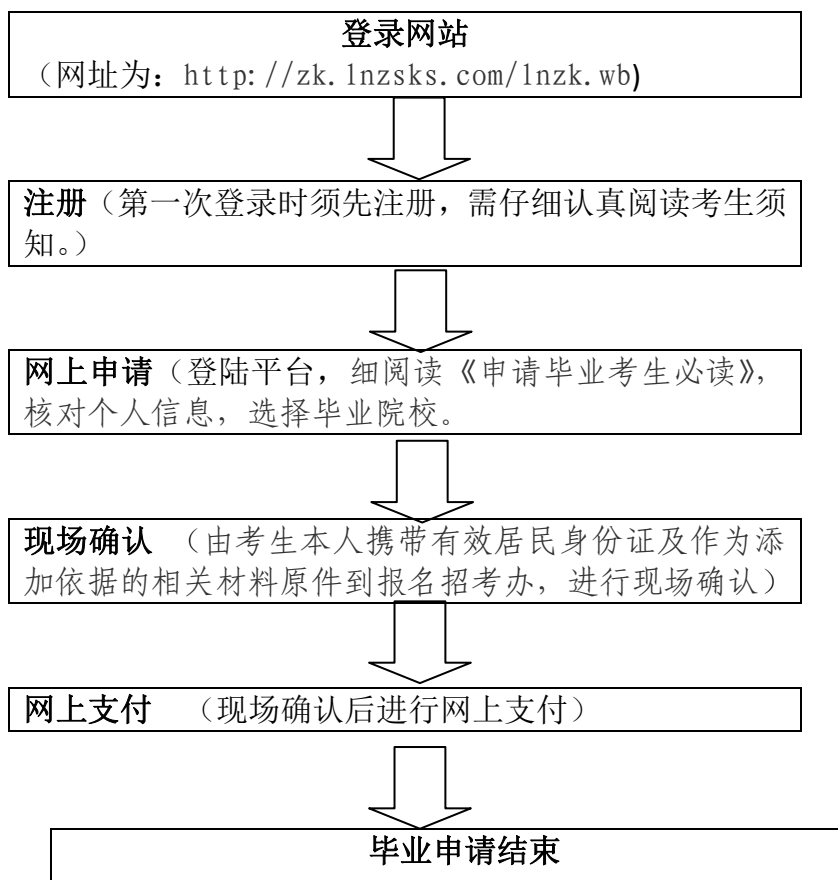 登录网站
（网址为：http://zk.lnzsks.com/lnzk.wb)
注册（第一次登录时须先注册，需仔细认真阅读考生须
知。）
网上申请（登陆平台，细阅读《申请毕业考生必读》，
核对个人信息，选择毕业院校。
现场确认 （由考生本人携带有效居民身份证及作为添
加依据的相关材料原件到报名招考办，进行现场确认）
网上支付 （现场确认后进行网上支付）
毕业申请结束